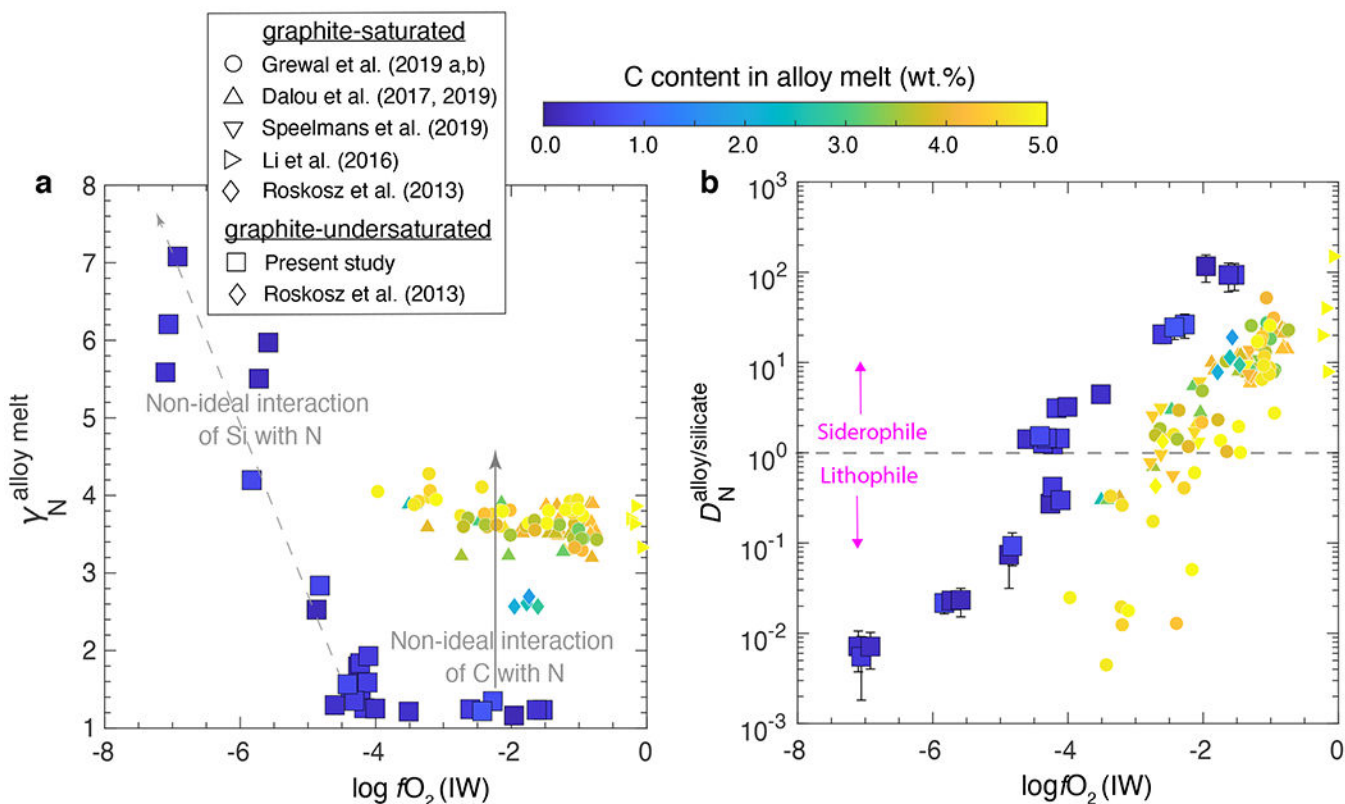 graphite-saturated
Grewal et al. (2019 a,b)
Dalou et al. (2017, 2019)
Speelmans et al. (2019)
Li et al. (2016)
Roskosz et al. (2013)
graphite-undersaturated
Present study
Roskosz et al. (2013)
C content in alloy melt (wt.%)
0.0 1.0 2.0 3.0 4.0 5.0
a
8
7
6
5
4
3
2
1
γN alloy melt
Non-ideal interaction
of Si with N
Non-ideal interaction
of C with N
-8 -6 -4 -2 0
log fO2 (IW)
b
10^3
10^2
10^1
10^0
10^-1
10^-2
10^-3
DN alloy/silicate
Siderophile
Lithophile
-8 -6 -4 -2 0
logfO2 (IW)